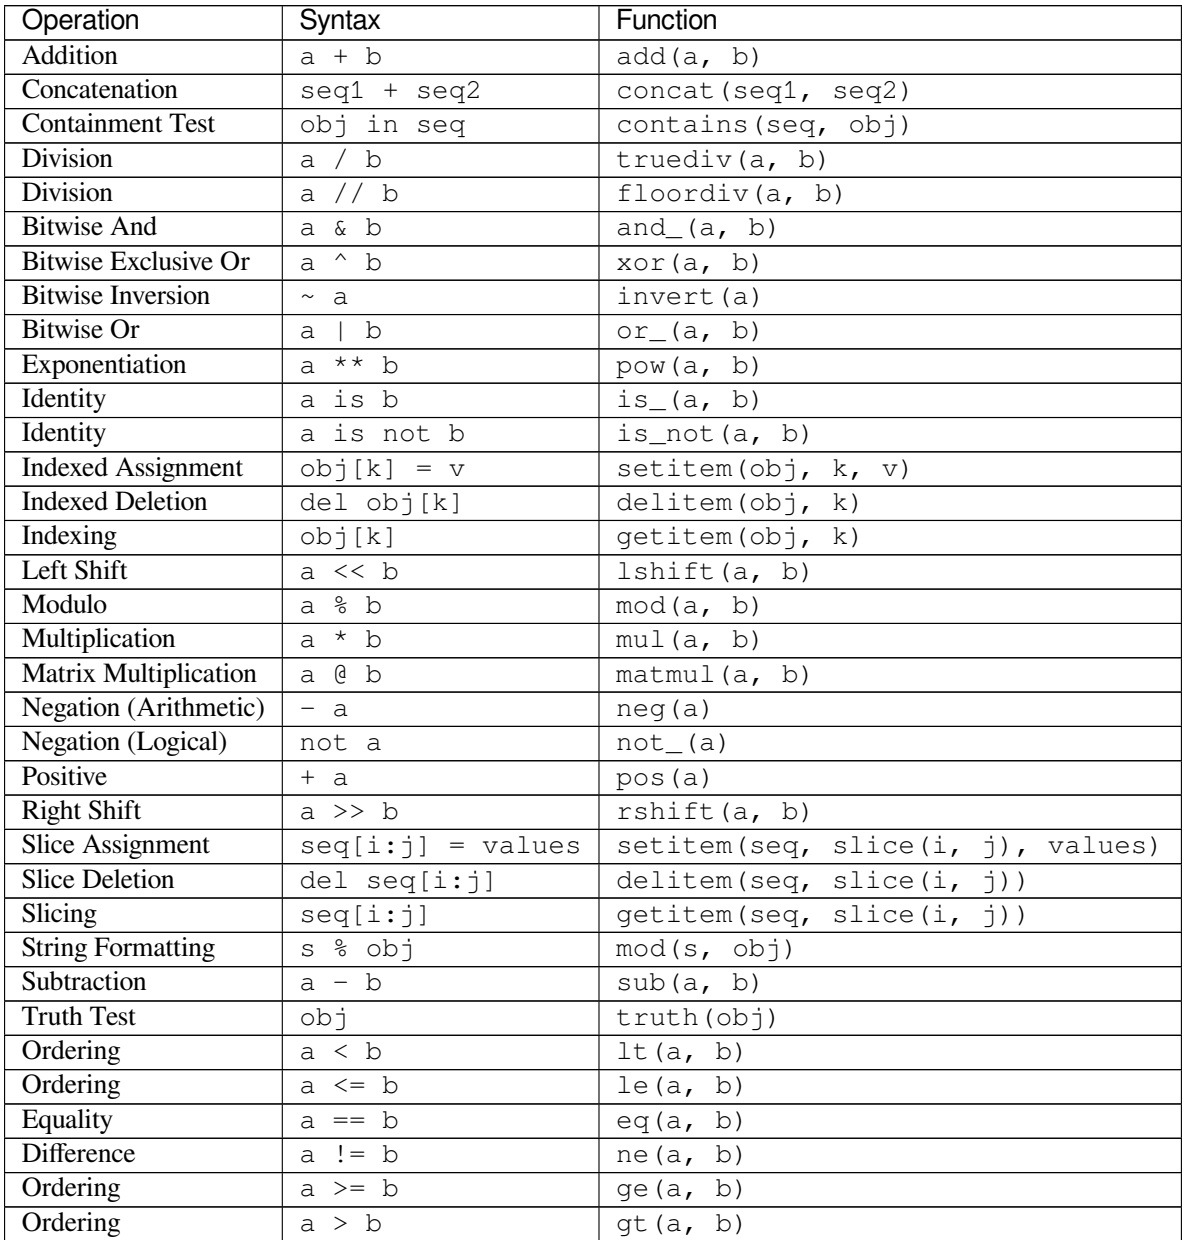 Operation Syntax Function
Addition a + b add(a, b)
Concatenation seq1 + seq2 concat(seq1, seq2)
Containment Test obj in seq contains(seq, obj)
Division a / b truediv(a, b)
Division a // b floordiv(a, b)
Bitwise And a & b and_(a, b)
Bitwise Exclusive Or a ^ b xor(a, b)
Bitwise Inversion ~ a invert(a)
Bitwise Or a | b or_(a, b)
Exponentiation a ** b pow(a, b)
Identity a is b is_(a, b)
Identity a is not b is_not(a, b)
Indexed Assignment obj[k] = v setitem(obj, k, v)
Indexed Deletion del obj[k] delitem(obj, k)
Indexing obj[k] getitem(obj, k)
Left Shift a << b lshift(a, b)
Modulo a % b mod(a, b)
Multiplication a * b mul(a, b)
Matrix Multiplication a @ b matmul(a, b)
Negation (Arithmetic) - a neg(a)
Negation (Logical) not a not_(a)
Positive + a pos(a)
Right Shift a >> b rshift(a, b)
Slice Assignment seq[i:j] = values setitem(seq, slice(i, j), values)
Slice Deletion del seq[i:j] delitem(seq, slice(i, j))
Slicing seq[i:j] getitem(seq, slice(i, j))
String Formatting s % obj mod(s, obj)
Subtraction a - b sub(a, b)
Truth Test obj truth(obj)
Ordering a < b lt(a, b)
Ordering a <= b le(a, b)
Equality a == b eq(a, b)
Difference a != b ne(a, b)
Ordering a >= b ge(a, b)
Ordering a > b gt(a, b)